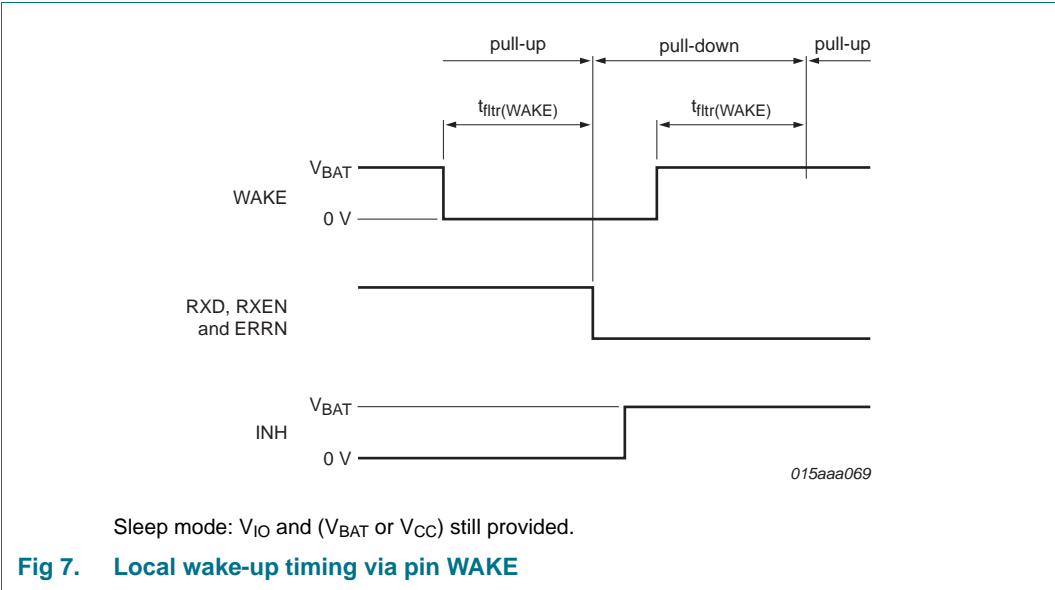 pull-up pull-down pull-up
tfltr(WAKE) tfltr(WAKE)
VBAT
WAKE
0 V
RXD, RXEN
and ERRN
VBAT
INH
0 V
015aaa069
Sleep mode: VIO and (VBAT or VCC) still provided.
Fig 7. Local wake-up timing via pin WAKE